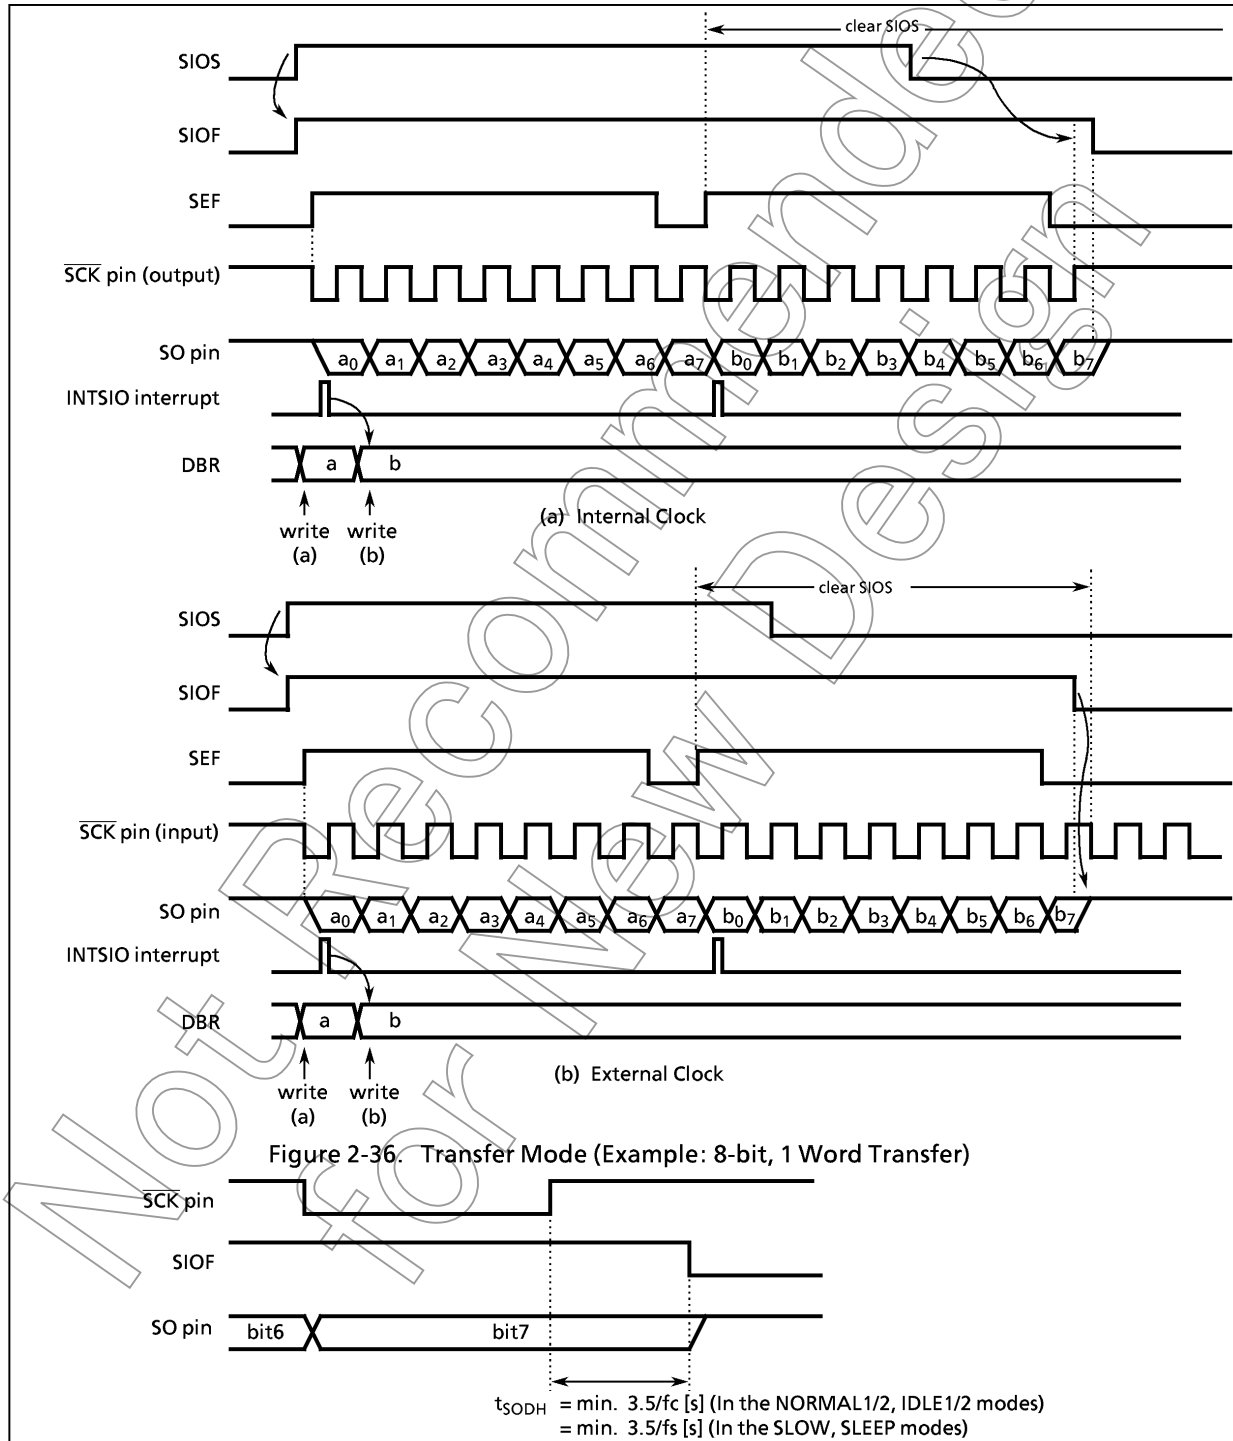 clear SIOS
SIOS
SIOF
SEF
SCK pin (output)
SO pin a0 a1 a2 a3 a4 a5 a6 a7 b0 b1 b2 b3 b4 b5 b6 b7
INTSIO interrupt
DBR a b
write (a) write (b)
(a) Internal Clock
clear SIOS
SIOS
SIOF
SEF
SCK pin (input)
SO pin a0 a1 a2 a3 a4 a5 a6 a7 b0 b1 b2 b3 b4 b5 b6 b7
INTSIO interrupt
DBR a b
write (a) write (b)
(b) External Clock
Figure 2-36. Transfer Mode (Example: 8-bit, 1 Word Transfer)
SCK pin
SIOF
SO pin bit6 bit7
tSODH = min. 3.5/fc [s] (In the NORMAL1/2, IDLE1/2 modes)
= min. 3.5/fs [s] (In the SLOW, SLEEP modes)
Not Recommended
for New Design